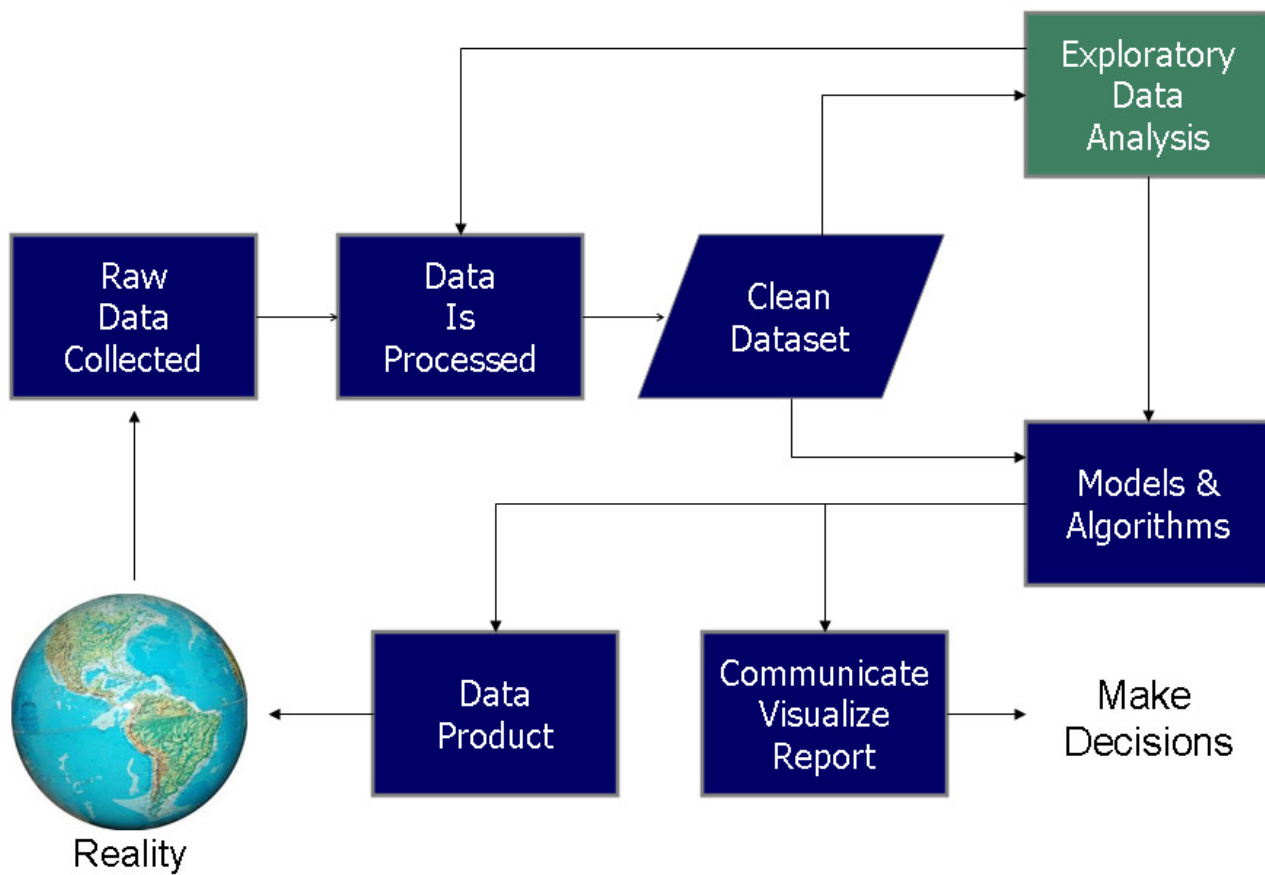 Exploratory
Data
Analysis
Raw
Data
Collected
Data
Is
Processed
Clean
Dataset
Models &
Algorithms
Data
Product
Communicate
Visualize
Report
Make
Decisions
Reality